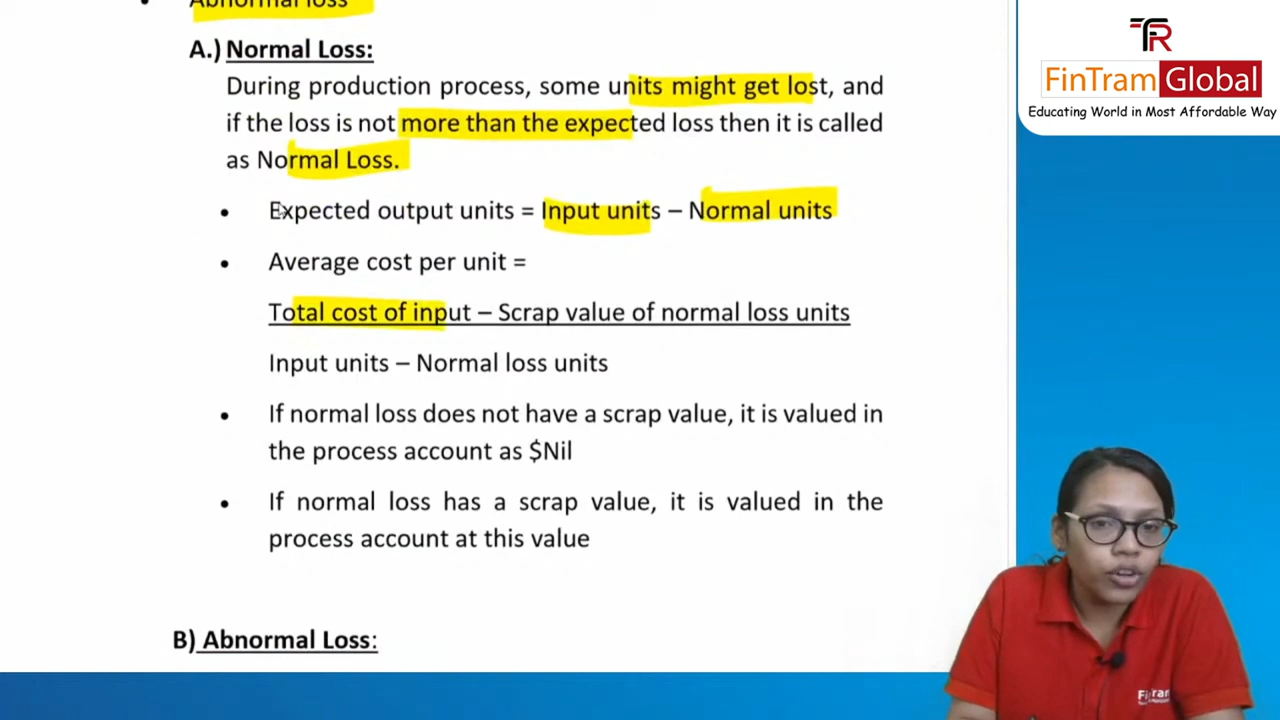 Abnormal loss
A.) Normal Loss:
During production process, some units might get lost, and
if the loss is not more than the expected loss then it is called
as Normal Loss.
• Expected output units = Input units – Normal units
• Average cost per unit =
Total cost of input – Scrap value of normal loss units
Input units – Normal loss units
• If normal loss does not have a scrap value, it is valued in
the process account as $Nil
• If normal loss has a scrap value, it is valued in the
process account at this value
B) Abnormal Loss:
TR
FinTram Global
Educating World in Most Affordable Way
FinTram